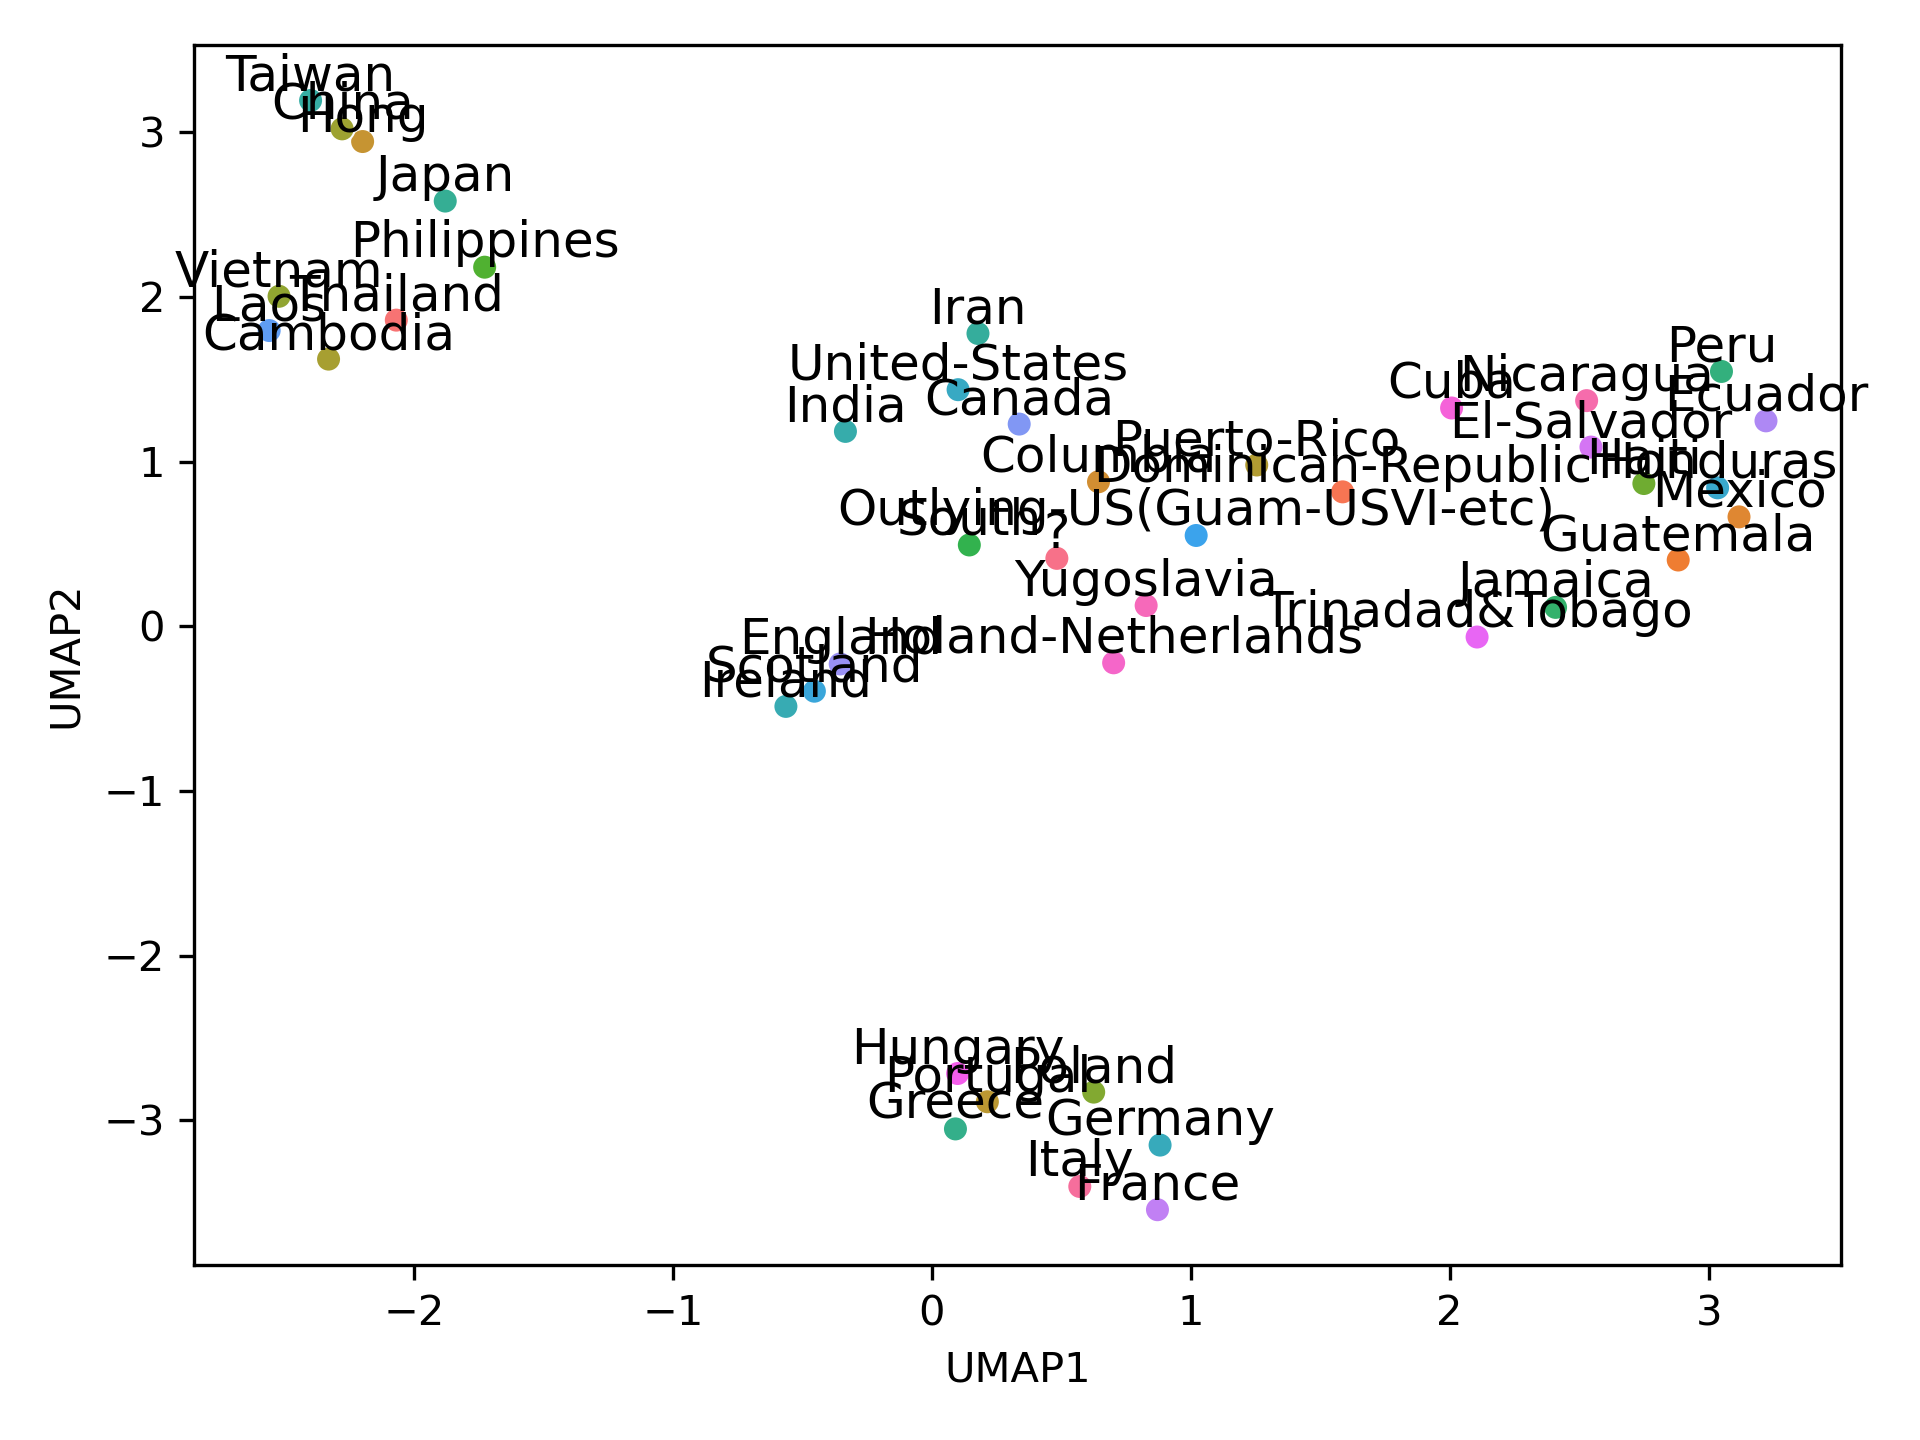 Taiwan
China
Hong
Japan
Philippines
Vietnam
Thailand
Laos
Cambodia
Iran
United-States
Canada
India
Peru
Nicaragua
Cuba
Ecuador
El-Salvador
Puerto-Rico
Columbia
Dominican-Republic
Haiti
Honduras
Mexico
Outlying-US(Guam-USVI-etc)
South
?
Guatemala
Yugoslavia
Jamaica
Trinadad&Tobago
England
Holand-Netherlands
Scotland
Ireland
Hungary
Poland
Portugal
Greece
Germany
Italy
France
3
2
1
0
−1
−2
−3
UMAP2
−2
−1
0
1
2
3
UMAP1